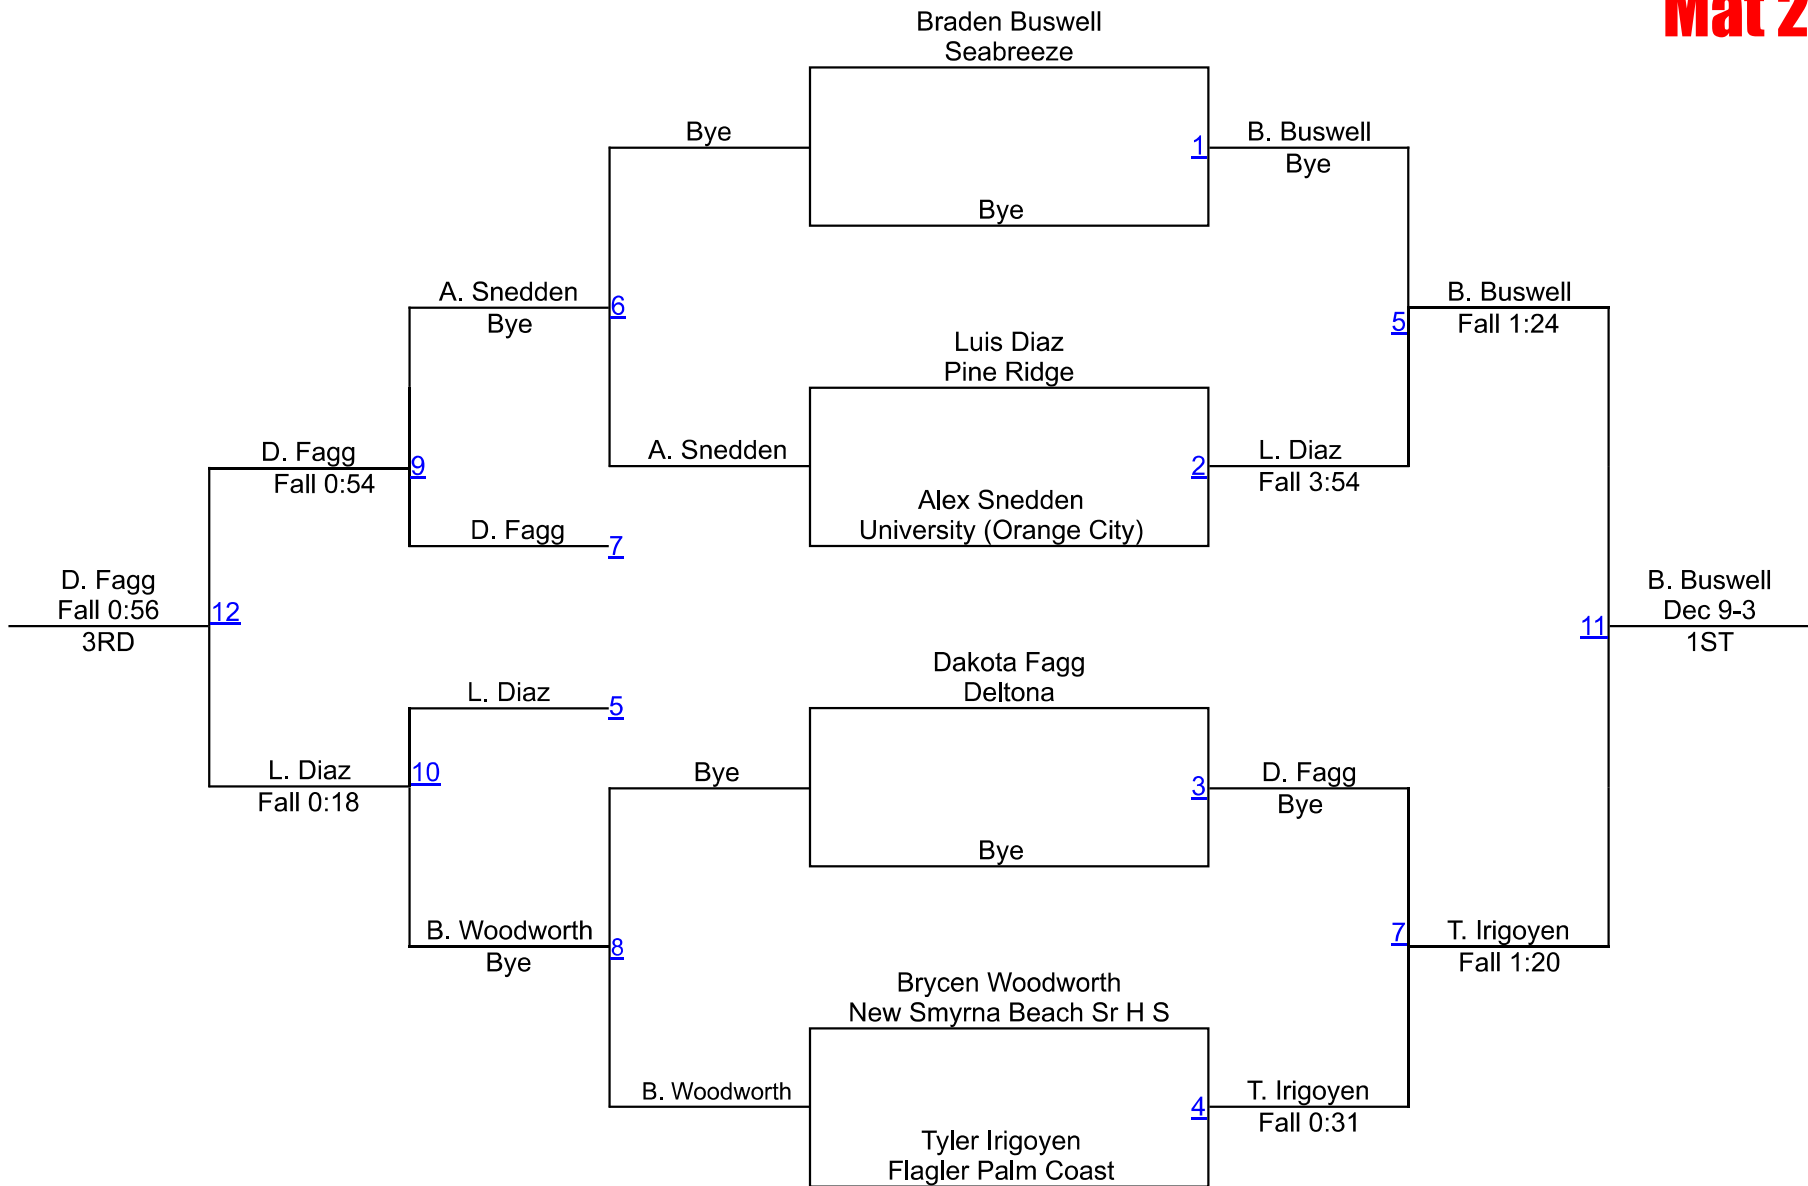 Mat 2
Braden Buswell
Seabreeze
Bye
1
B. Buswell
Bye
Bye
A. Snedden
Bye
6
B. Buswell
Fall 1:24
5
Luis Diaz
Pine Ridge
D. Fagg
Fall 0:54
9
A. Snedden
2
L. Diaz
Fall 3:54
Alex Snedden
University (Orange City)
D. Fagg
7
D. Fagg
Fall 0:56
3RD
12
B. Buswell
Dec 9-3
1ST
11
Dakota Fagg
Deltona
L. Diaz
5
L. Diaz
Fall 0:18
10
Bye
3
D. Fagg
Bye
Bye
B. Woodworth
Bye
8
7
T. Irigoyen
Fall 1:20
Brycen Woodworth
New Smyrna Beach Sr H S
B. Woodworth
4
T. Irigoyen
Fall 0:31
Tyler Irigoyen
Flagler Palm Coast